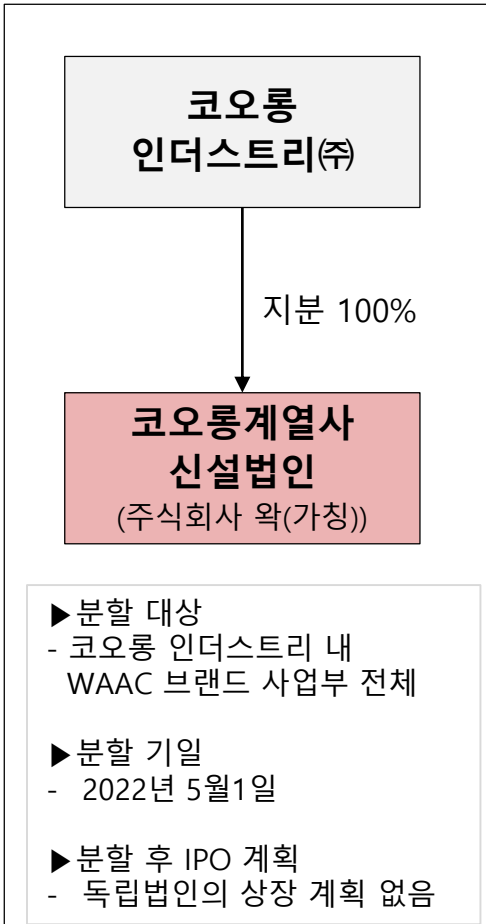 코오롱
인더스트리㈜
지분 100%
코오롱계열사
신설법인
(주식회사 왁(가칭))
▶분할 대상
- 코오롱 인더스트리 내
WAAC 브랜드 사업부 전체
▶분할 기일
- 2022년 5월1일
▶분할 후 IPO 계획
- 독립법인의 상장 계획 없음